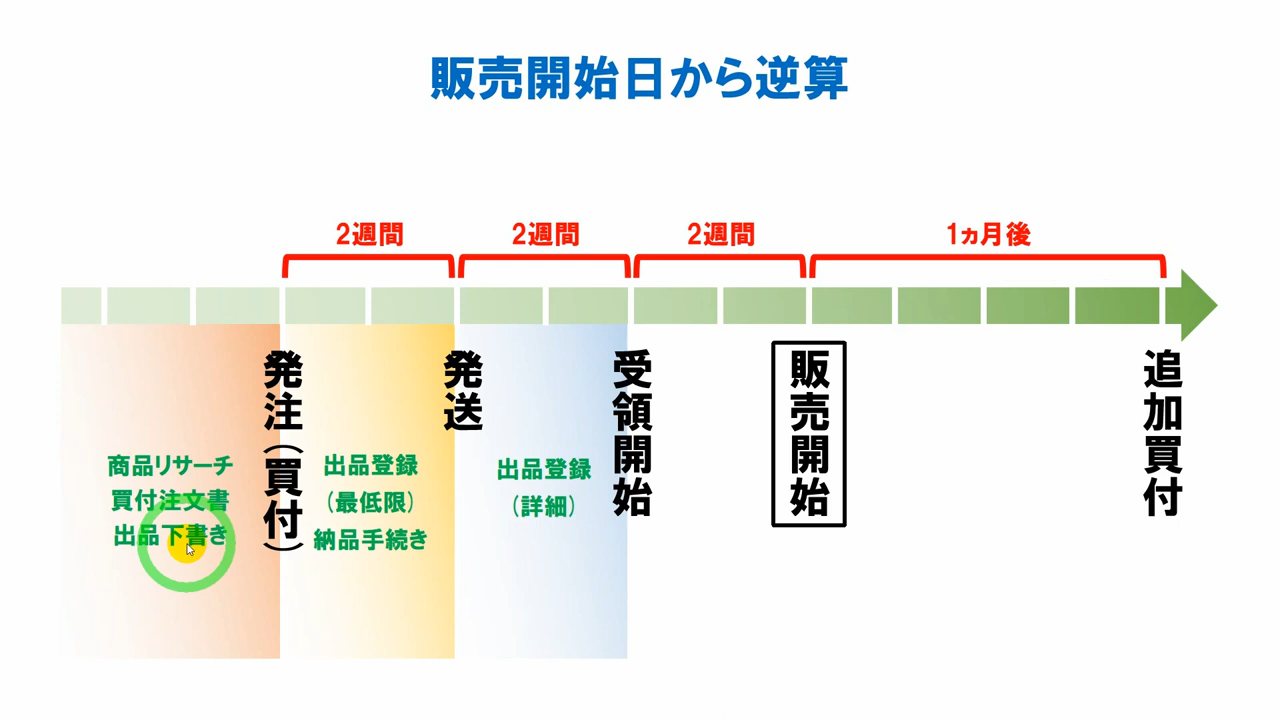 販売開始日から逆算
2週間
2週間
2週間
1ヵ月後
発注(買付)
発送
受領開始
販売開始
追加買付
商品リサーチ
買付注文書
出品下書き
出品登録
(最低限)
納品手続き
出品登録
(詳細)